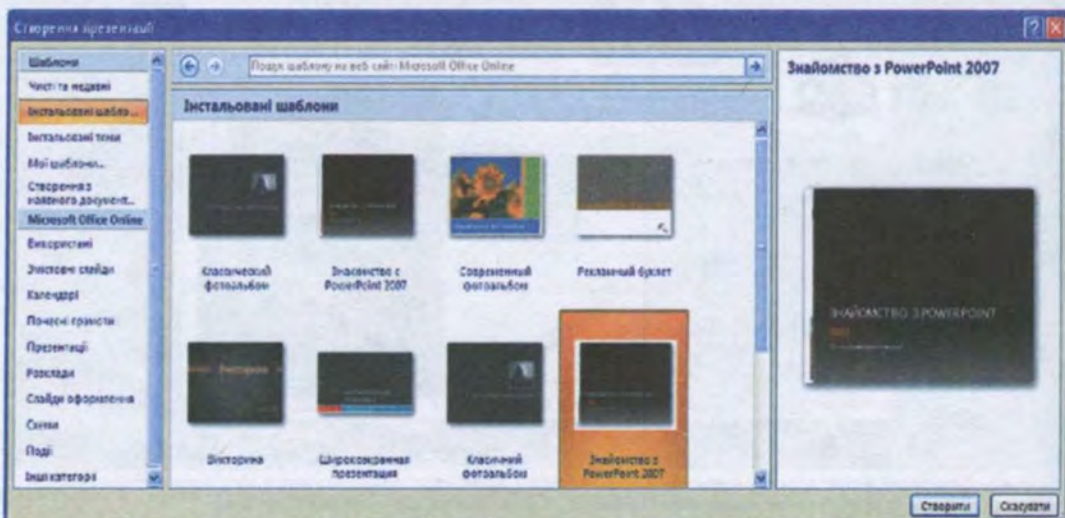 Створення презентації
Шаблони
Чисті та недавні
Інстальовані шабло...
Інстальовані теми
Мої шаблони...
Створення з
наявного документ...
Microsoft Office Online
Використані
Змістовні слайди
Календарі
Почесні грамоти
Презентації
Розклади
Слайди оформлення
Схеми
Події
Інші категорії
Пошук шаблону на веб-сайті Microsoft Office Online
Інстальовані шаблони
Классический
фотоальбом
Знакомство с
PowerPoint 2007
Современный
фотоальбом
Рекламный буклет
Викторина
Викторина
Широкоэкранная
презентация
Класичний
фотоальбом
Знайомство з
PowerPoint 2007
Знайомство з PowerPoint 2007
ЗНАЙОМСТВО З POWERPOINT
Створити
Скасувати